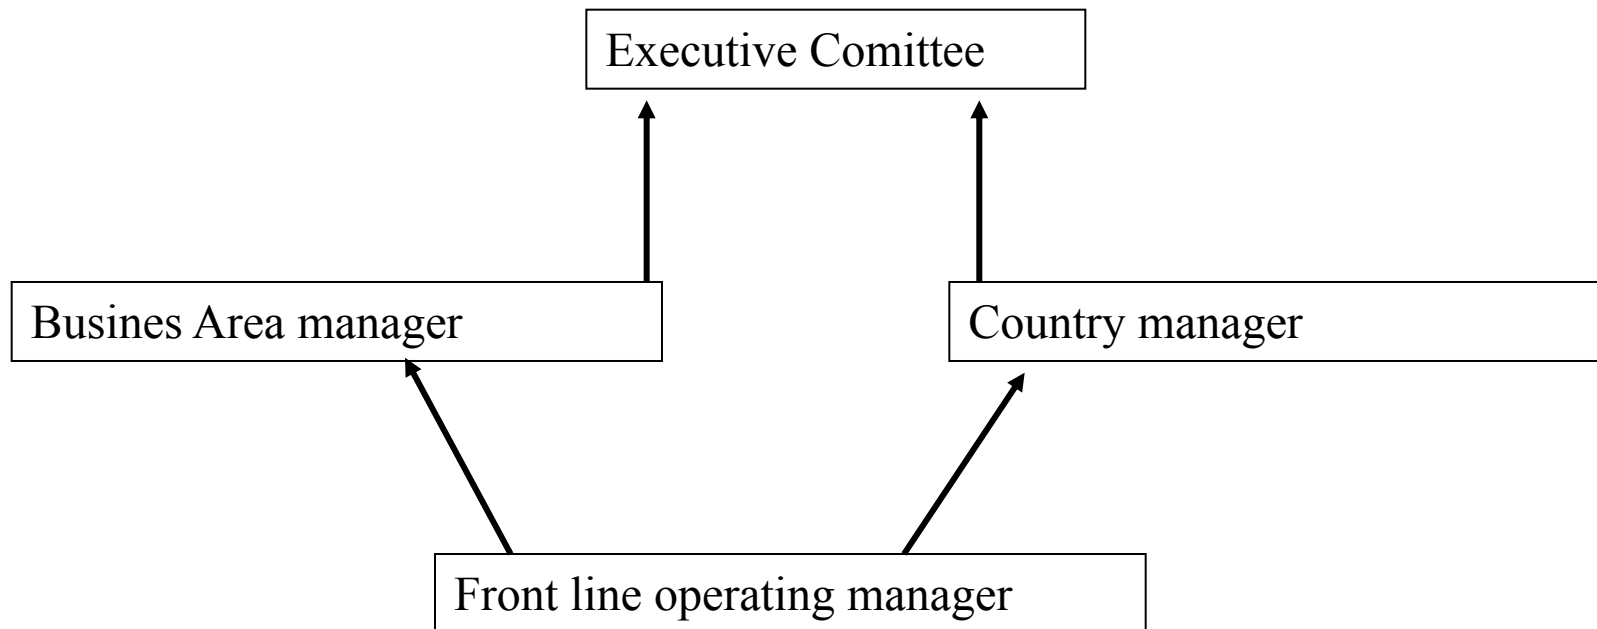 Executive Comittee
Busines Area manager
Country manager
Front line operating manager